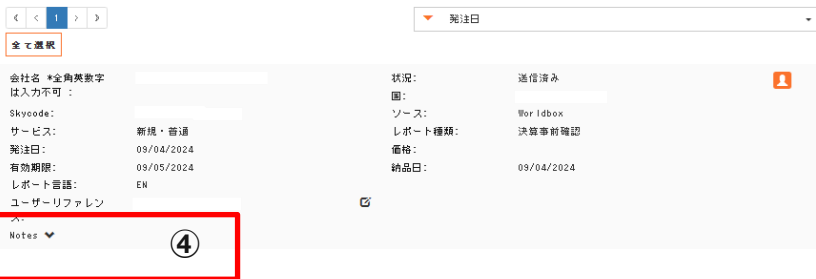 « < 1 > »
発注日
全て選択
会社名 *全角英数字は入力不可 :
状況:
送信済み
国:
Skycode:
ソース:
Worldbox
サービス:
新規・普通
レポート種類:
決算事前確認
発注日:
09/04/2024
価格:
有効期限:
09/05/2024
納品日:
09/04/2024
レポート言語:
EN
ユーザーリファレンス:
Notes
④